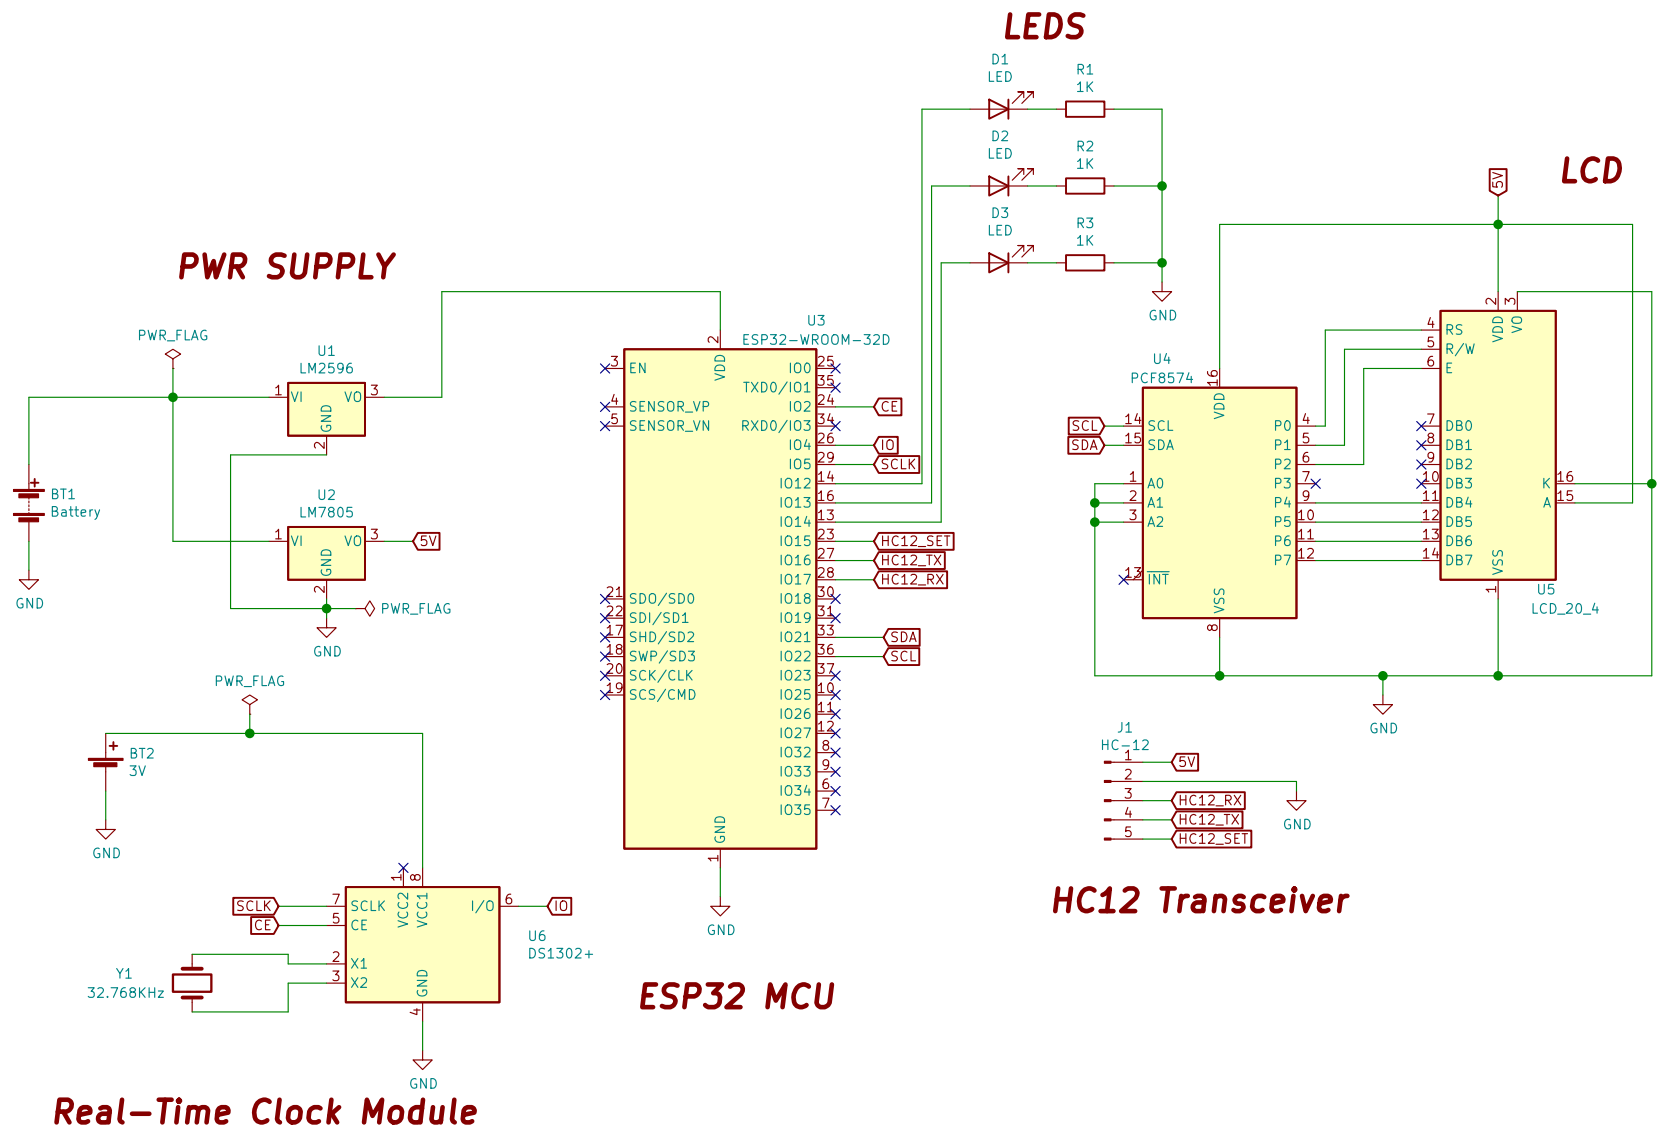 LEDS
D1
LED
R1
1K
D2
LED
R2
1K
D3
LED
R3
1K
GND
LCD
5V
PWR SUPPLY
PWR_FLAG
U1
LM2596
1 VI VO 3
GND
2
BT1
Battery
GND
U2
LM7805
1 VI VO 3 5V
GND
2
PWR_FLAG
GND
U3
ESP32-WROOM-32D
2
VDD
3 EN
4 SENSOR_VP
5 SENSOR_VN
21 SDO/SD0
22 SDI/SD1
17 SHD/SD2
18 SWP/SD3
20 SCK/CLK
19 SCS/CMD
IO0 25
TXD0/IO1 35
IO2 24 CE
RXD0/IO3 34
IO4 26 IO
IO5 29 SCLK
IO12 14
IO13 16
IO14 13
IO15 23 HC12_SET
IO16 27 HC12_TX
IO17 28 HC12_RX
IO18 30
IO19 31
IO21 33 SDA
IO22 36 SCL
IO23 37
IO25 10
IO26 11
IO27 12
IO32 8
IO33 9
IO34 6
IO35 7
GND
1
GND
ESP32 MCU
U4
PCF8574
16
VDD
SCL 14 SCL
SDA 15 SDA
1 A0
2 A1
3 A2
13 INT
P0 4
P1 5
P2 6
P3 7
P4 9
P5 10
P6 11
P7 12
VSS
8
2 3
VDD VO
4 RS
5 R/W
6 E
7 DB0
8 DB1
9 DB2
10 DB3
11 DB4
12 DB5
13 DB6
14 DB7
K 16
A 15
VSS
1
U5
LCD_20_4
GND
J1
HC-12
1 5V
2
3 HC12_RX
4 HC12_TX
5 HC12_SET
GND
HC12 Transceiver
PWR_FLAG
BT2
3V
GND
1 8
VCC2 VCC1
SCLK 7 SCLK
CE 5 CE
2 X1
3 X2
I/O 6 IO
GND
4
U6
DS1302+
Y1
32.768KHz
GND
Real-Time Clock Module